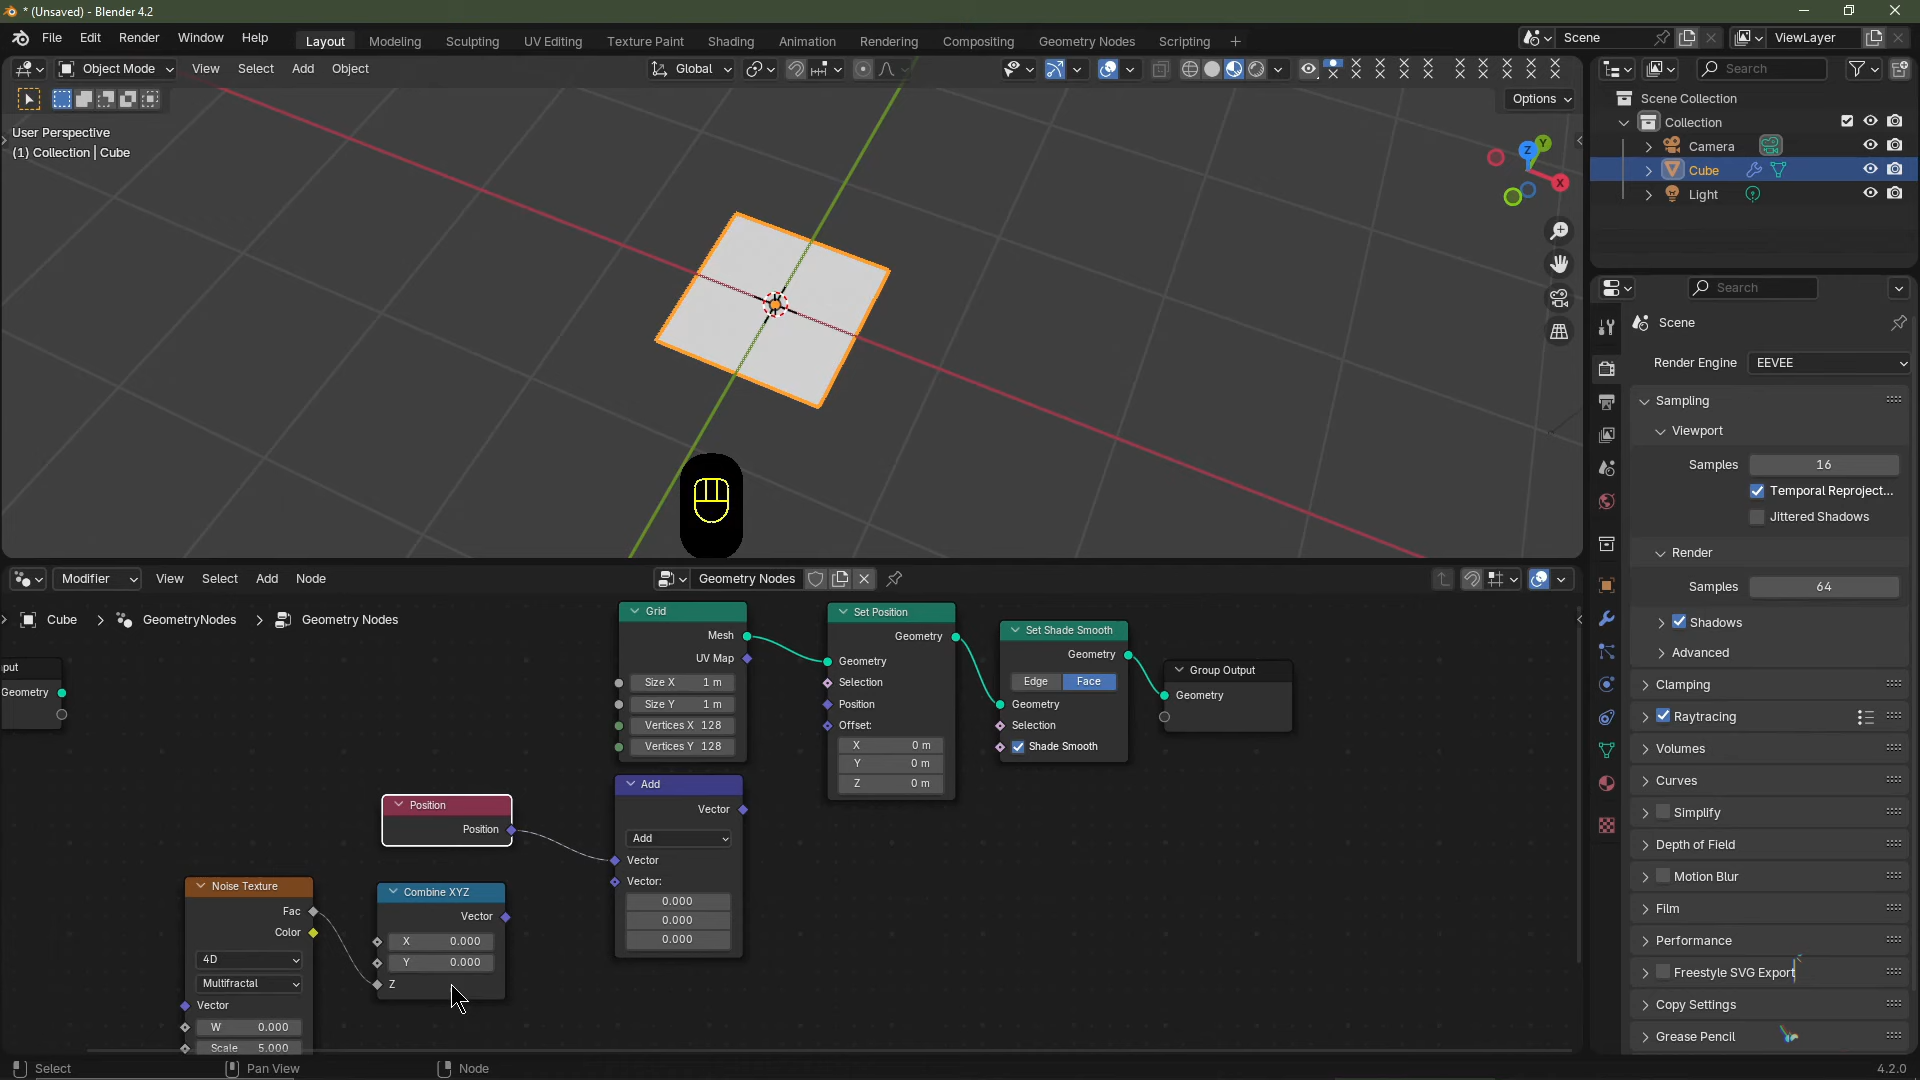 * (Unsaved) - Blender 4.2
File Edit Render Window Help
Layout Modeling Sculpting UV Editing Texture Paint Shading Animation Rendering Compositing Geometry Nodes Scripting +
Scene
ViewLayer
Object Mode View Select Add Object
Global
Options
User Perspective
(1) Collection | Cube
Z
Y
X
Search
Scene Collection
Collection
Camera
Cube
Light
Search
Scene
Render Engine EEVEE
Sampling
Viewport
Samples 16
Temporal Reproject...
Jittered Shadows
Render
Samples 64
Shadows
Advanced
Clamping
Raytracing
Volumes
Curves
Simplify
Depth of Field
Motion Blur
Film
Performance
Freestyle SVG Export
Copy Settings
Grease Pencil
Modifier View Select Add Node
Geometry Nodes
Cube > GeometryNodes > Geometry Nodes
put
Geometry
Grid
Mesh
UV Map
Size X 1 m
Size Y 1 m
Vertices X 128
Vertices Y 128
Set Position
Geometry
Geometry
Selection
Position
Offset:
X 0 m
Y 0 m
Z 0 m
Set Shade Smooth
Geometry
Edge Face
Geometry
Selection
Shade Smooth
Group Output
Geometry
Position
Position
Add
Vector
Add
Vector
Vector:
0.000
0.000
0.000
Noise Texture
Fac
Color
4D
Multifractal
Vector
W 0.000
Scale 5.000
Combine XYZ
Vector
X 0.000
Y 0.000
Z
Select
Pan View
Node
4.2.0